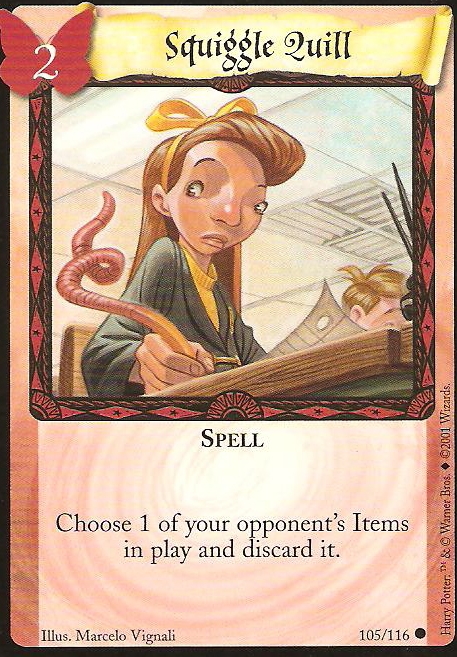 2
Squiggle Quill
SPELL
Choose 1 of your opponent's Items
in play and discard it.
Illus. Marcelo Vignali
105/116
Harry Potter,™ & © Warner Bros. ◆ ©2001 Wizards.